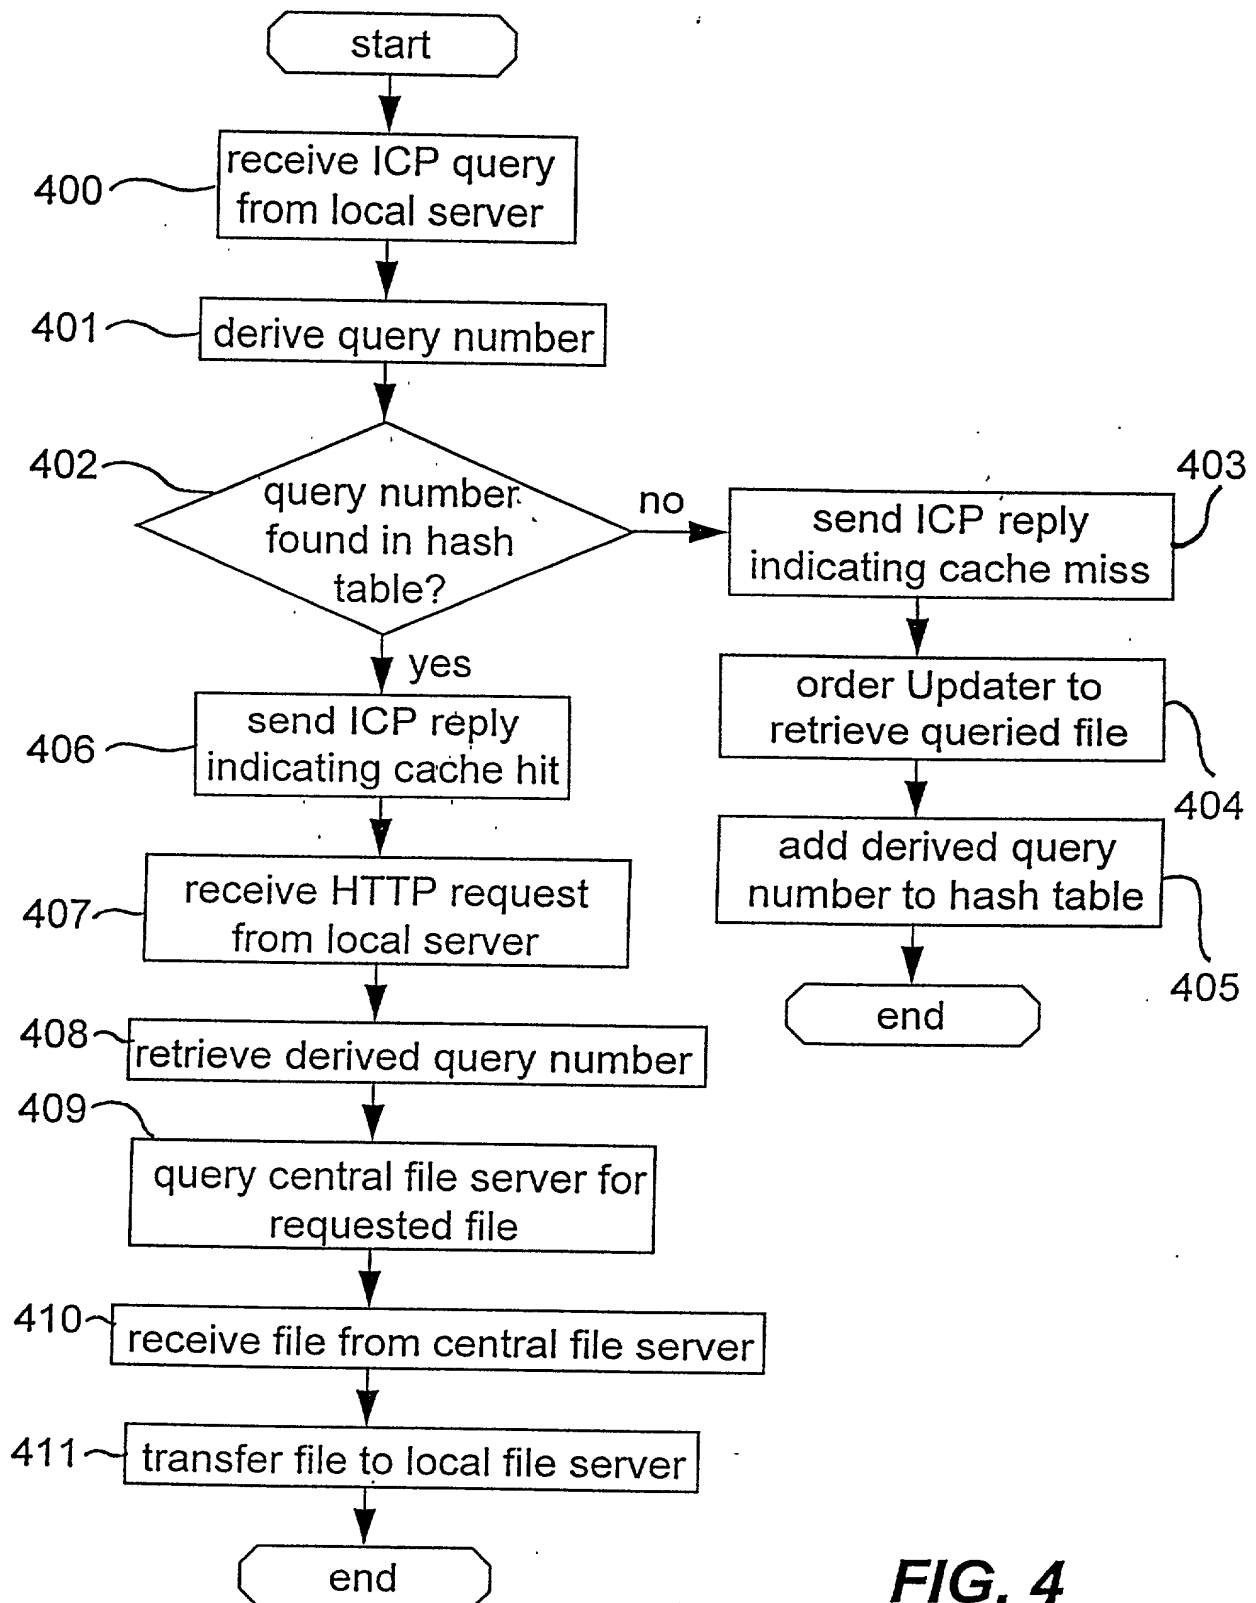 start
400
receive ICP query
from local server
401
derive query number
402
query number
found in hash
table?
no
403
send ICP reply
indicating cache miss
order Updater to
retrieve queried file
404
add derived query
number to hash table
405
end
yes
406
send ICP reply
indicating cache hit
407
receive HTTP request
from local server
408
retrieve derived query number
409
query central file server for
requested file
410
receive file from central file server
411
transfer file to local file server
end
FIG. 4